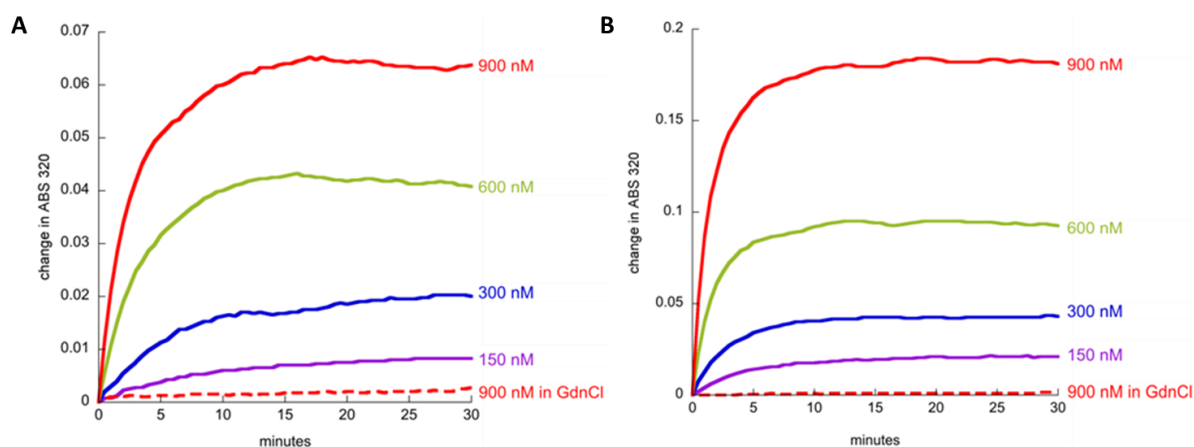 A
0.07
0.06
0.05
0.04
0.03
0.02
0.01
0
change in ABS 320
0 5 10 15 20 25 30
minutes
900 nM
600 nM
300 nM
150 nM
900 nM in GdnCl
B
0.2
0.15
0.1
0.05
0
change in ABS 320
0 5 10 15 20 25 30
minutes
900 nM
600 nM
300 nM
150 nM
900 nM in GdnCl